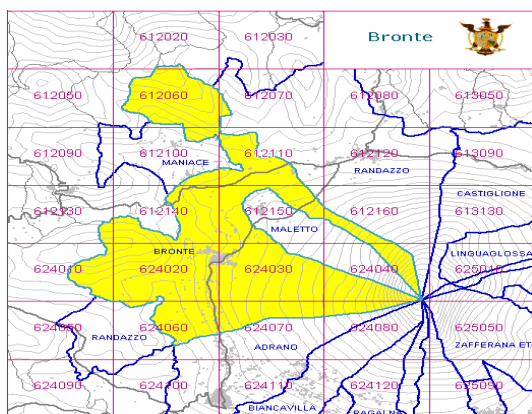 Bronte
612020 612030
612050 612060 612070 612080 613050
612090 612100 612110 612120 613090
MANIACE
RANDAZZO
CASTIGLIONE
612130 612140 612150 612160 613130
MALETTO
BRONTE
LINGUAGLOSSA
624010 624020 624030 624040 625010
624050 624060 624070 624080 625050
RANDAZZO
ADRANO
ZAFFERANA ET
624090 624100 624110 624120 625090
BIANCAVILLA
RAGALNA